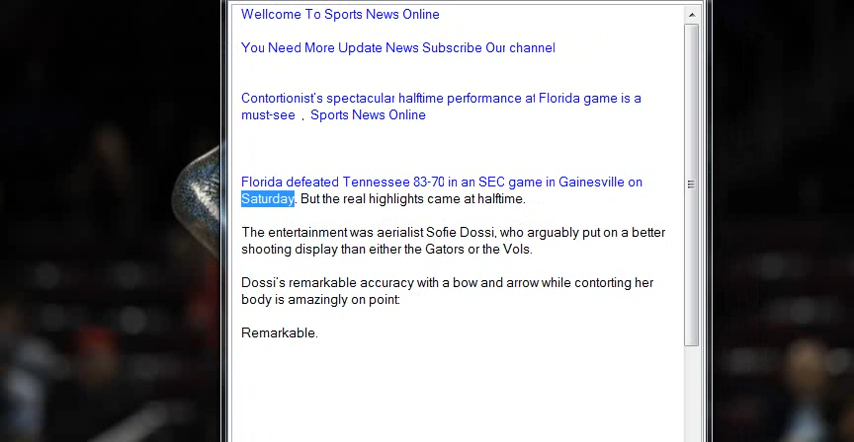 Wellcome To Sports News Online
You Need More Update News Subscribe Our channel
Contortionist's spectacular halftime performance at Florida game is a
must-see , Sports News Online
Florida defeated Tennessee 83-70 in an SEC game in Gainesville on
Saturday. But the real highlights came at halftime.
The entertainment was aerialist Sofie Dossi, who arguably put on a better
shooting display than either the Gators or the Vols.
Dossi's remarkable accuracy with a bow and arrow while contorting her
body is amazingly on point:
Remarkable.